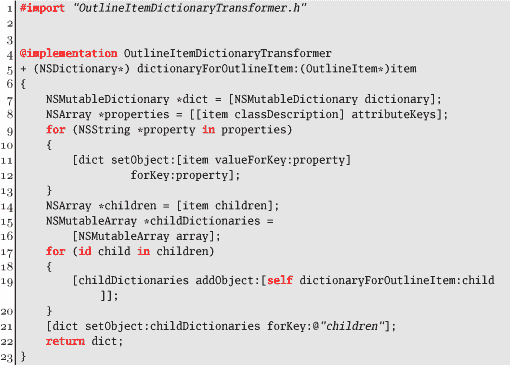 1 #import "OutlineItemDictionaryTransformer.h"
2
3
4 @implementation OutlineItemDictionaryTransformer
5 + (NSDictionary*) dictionaryForOutlineItem:(OutlineItem*)item
6 {
7     NSMutableDictionary *dict = [NSMutableDictionary dictionary];
8     NSArray *properties = [[item classDescription] attributeKeys];
9     for (NSString *property in properties)
10     {
11         [dict setObject:[item valueForKey:property]
12                  forKey:property];
13     }
14     NSArray *children = [item children];
15     NSMutableArray *childDictionaries =
16         [NSMutableArray array];
17     for (id child in children)
18     {
19         [childDictionaries addObject:[self dictionaryForOutlineItem:child
            ]];
20     }
21     [dict setObject:childDictionaries forKey:@"children"];
22     return dict;
23 }